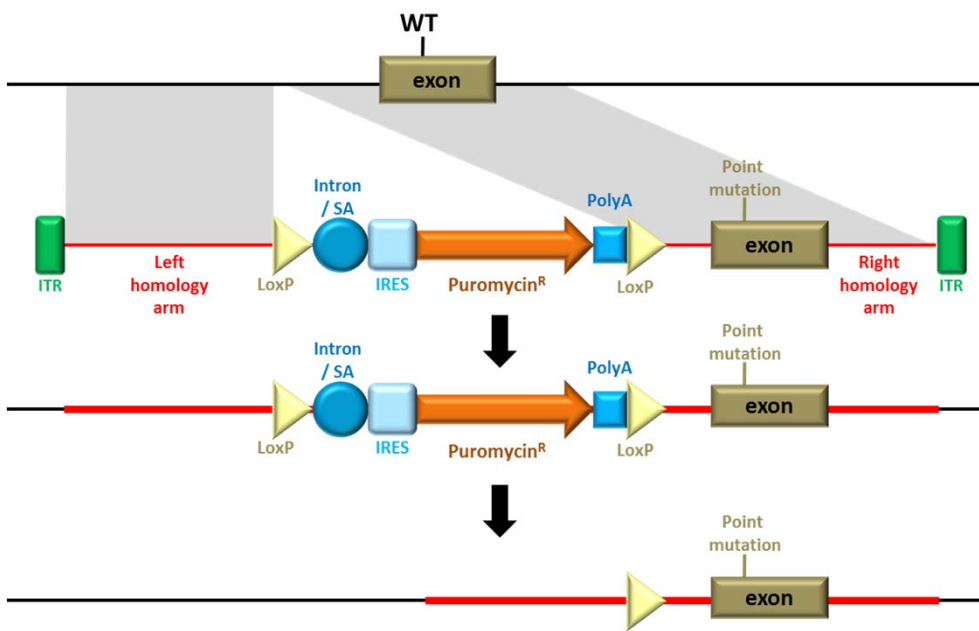 WT
exon
Intron
/ SA
PolyA
Point
mutation
exon
ITR
Left
homology
arm
LoxP
IRES
Puromycinᴿ
LoxP
Right
homology
arm
ITR
Intron
/ SA
PolyA
Point
mutation
exon
LoxP
IRES
Puromycinᴿ
LoxP
Point
mutation
exon